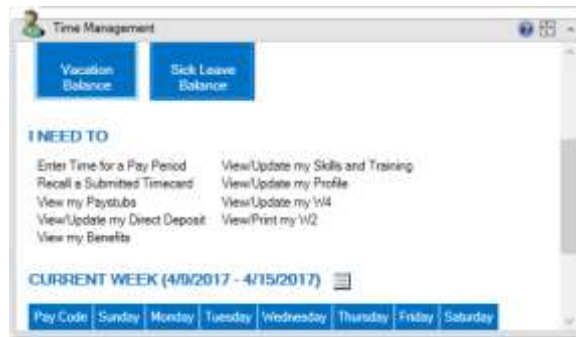 Time Management
Vacation Balance
Sick Leave Balance
I NEED TO
Enter Time for a Pay Period
Recall a Submitted Timecard
View my Paystubs
View/Update my Direct Deposit
View my Benefits
View/Update my Skills and Training
View/Update my Profile
View/Update my W4
View/Print my W2
CURRENT WEEK (4/9/2017 - 4/15/2017)
Pay Code Sunday Monday Tuesday Wednesday Thursday Friday Saturday